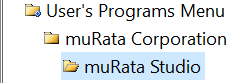 User's Programs Menu
muRata Corporation
muRata Studio